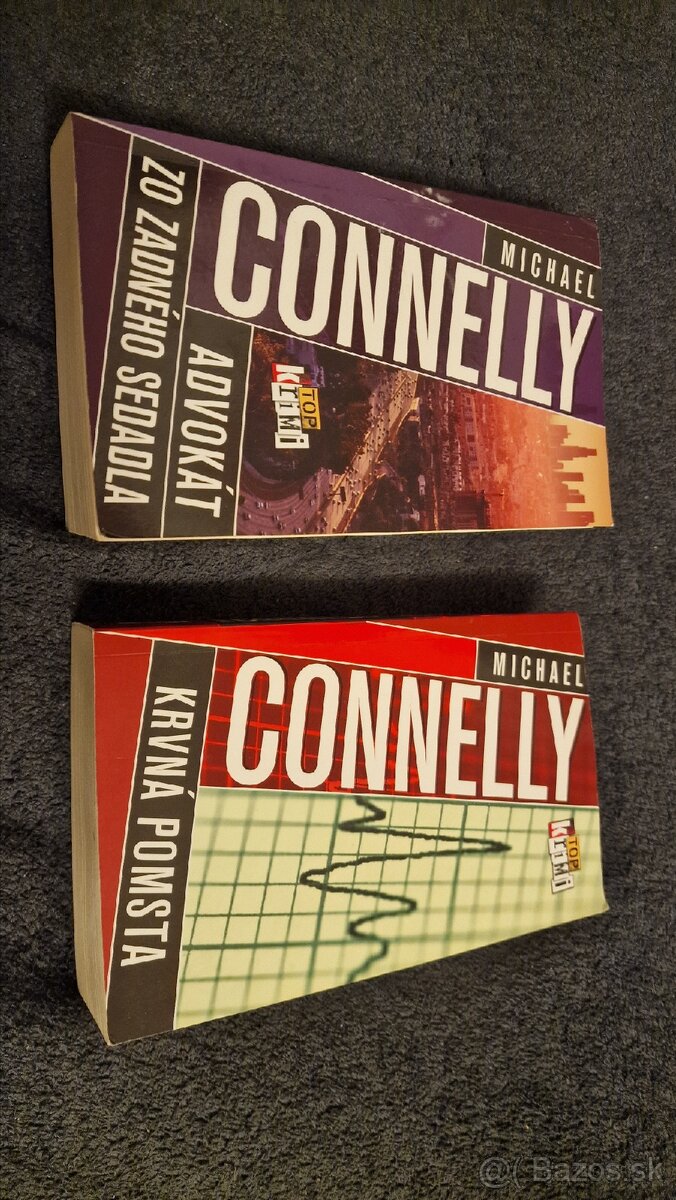 MICHAEL
CONNELLY
TOP
KRIMI
ADVOKÁT
ZO ZADNÉHO SEDADLA
MICHAEL
CONNELLY
TOP
KRIMI
KRVNÁ POMSTA
Bazos.sk